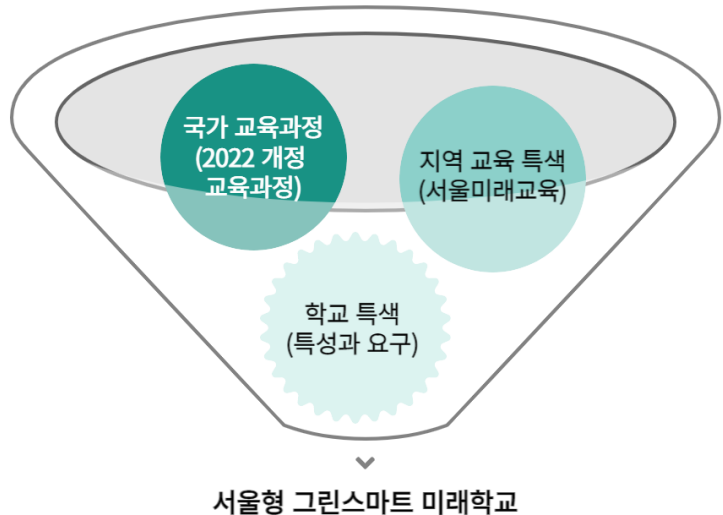 국가 교육과정
(2022 개정
교육과정)
지역 교육 특색
(서울미래교육)
학교 특색
(특성과 요구)
서울형 그린스마트 미래학교